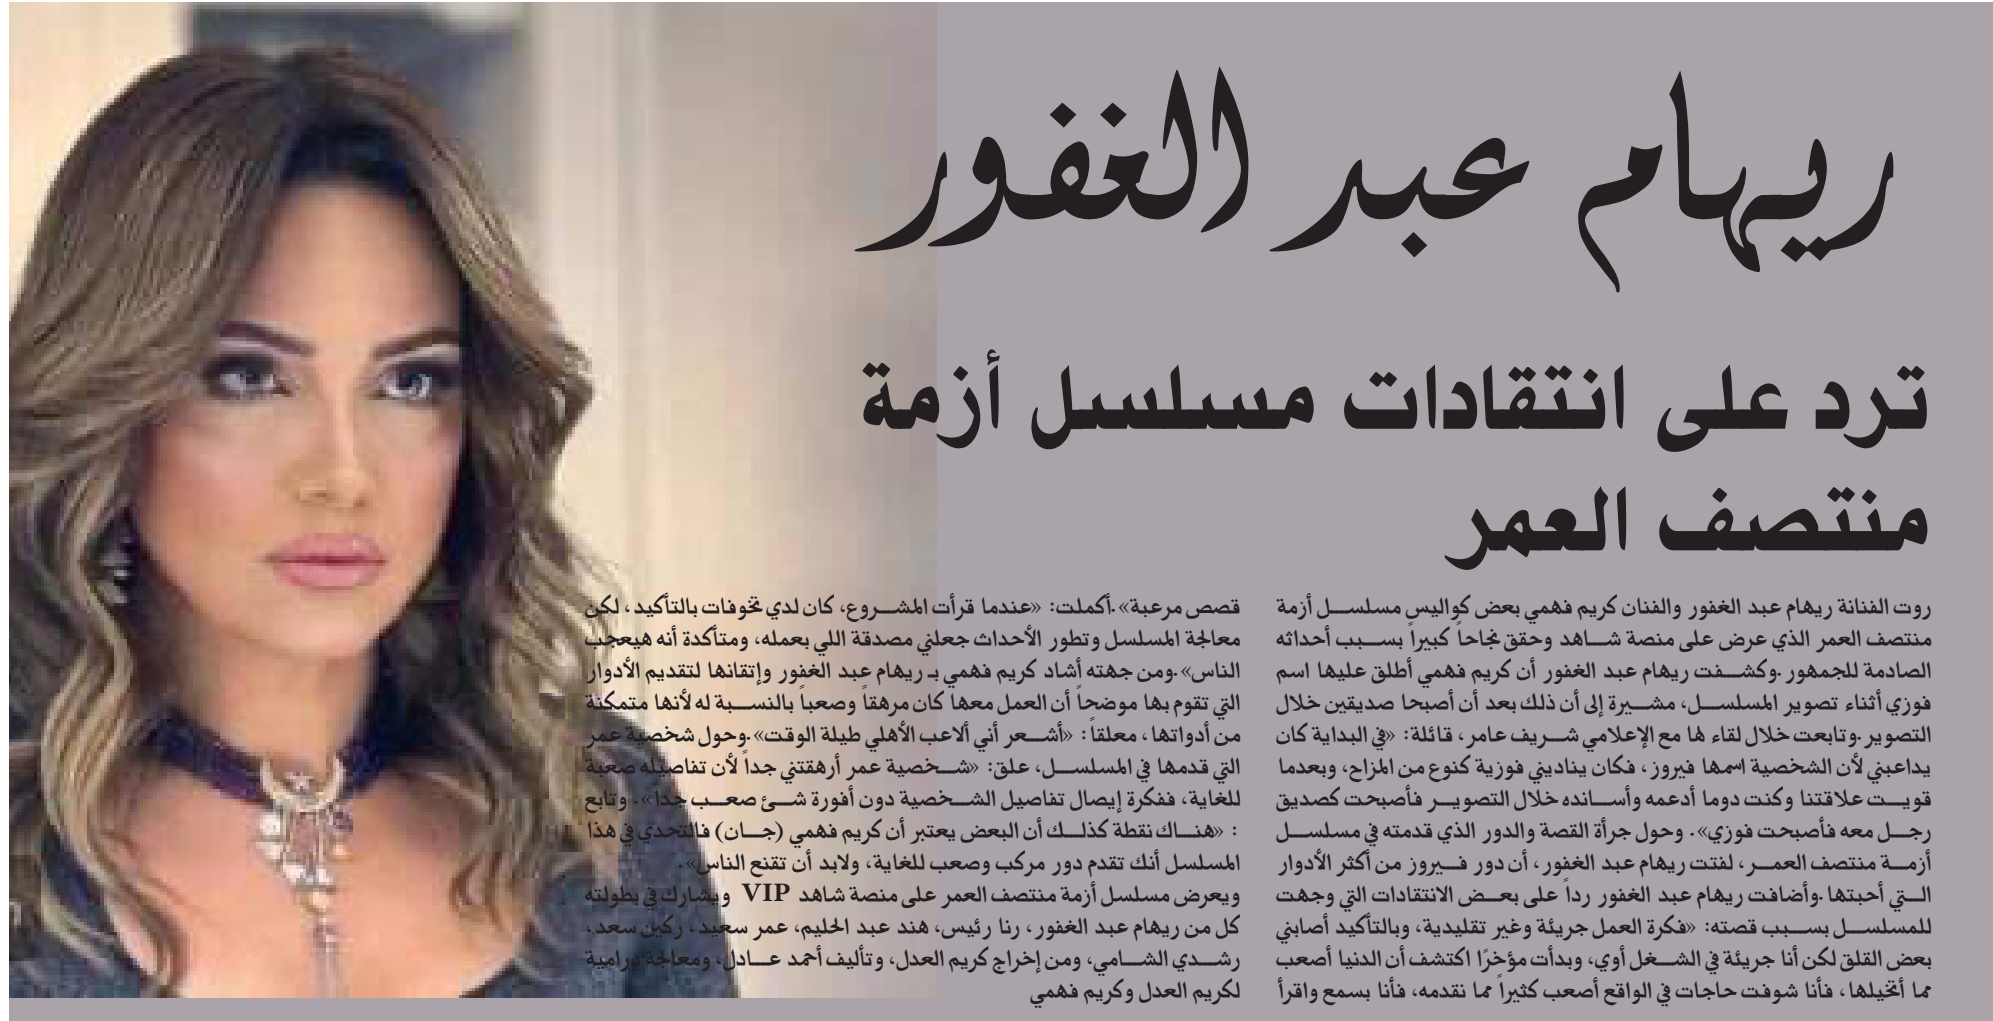 ريهام عبد الغفور
ترد على انتقادات مسلسل أزمة
منتصف العمر
روت الفنانة ريهام عبد الغفور والفنان كريم فهمي بعض كواليس مسلسل أزمة
منتصف العمر الذي عرض على منصة شاهد وحقق نجاحاً كبيراً بسبب أحداثه
الصادمة للجمهور .وكشفت ريهام عبد الغفور أن كريم فهمي أطلق عليها اسم
فوزي أثناء تصوير المسلسل، مشيرة إلى أن ذلك بعد أن أصبحا صديقين خلال
التصوير.وتابعت خلال لقاء لها مع الإعلامي شريف عامر، قائلة: «في البداية كان
يداعبني لأن الشخصية اسمها فيروز، فكان يناديني فوزية كنوع من المزاح، وبعدما
قويت علاقتنا وكنت دوما أدعمه وأسانده خلال التصوير فأصبحت كصديق
رجل معه فأصبحت فوزي». وحول جرأة القصة والدور الذي قدمته في مسلسل
أزمة منتصف العمر، لفتت ريهام عبد الغفور، أن دور فيروز من أكثر الأدوار
التي أحبتها .وأضافت ريهام عبد الغفور رداً على بعض الانتقادات التي وجهت
للمسلسل بسبب قصته: «فكرة العمل جريئة وغير تقليدية، وبالتأكيد أصابني
بعض القلق لكن أنا جريئة في الشغل أوي، وبدأت مؤخرًا اكتشف أن الدنيا أصعب
مما أتخيلها، فأنا شوفت حاجات في الواقع أصعب كثيراً مما نقدمه، فأنا بسمع واقرأ
قصص مرعبة».أكملت: «عندما قرأت المشروع، كان لدي تخوفات بالتأكيد، لكن
معالجة المسلسل وتطور الأحداث جعلني مصدقة اللي بعمله، ومتأكدة أنه هيعجب
الناس».ومن جهته أشاد كريم فهمي بـ ريهام عبد الغفور وإتقانها لتقديم الأدوار
التي تقوم بها موضحاً أن العمل معها كان مرهقاً وصعباً بالنسبة له لأنها متمكنة
من أدواتها، معلقاً: «أشعر أني ألاعب الأهلي طيلة الوقت».وحول شخصية عمر
التي قدمها في المسلسل، علق: «شخصية عمر أرهقتني جداً لأن تفاصيله صعبة
للغاية، ففكرة إيصال تفاصيل الشخصية دون أفورة شئ صعب جدا». وتابع
: «هناك نقطة كذلك أن البعض يعتبر أن كريم فهمي (جان) فالتحدي في هذا
المسلسل أنك تقدم دور مركب وصعب للغاية، ولابد أن تقنع الناس».
ويعرض مسلسل أزمة منتصف العمر على منصة شاهد VIP ويشارك في بطولته
كل من ريهام عبد الغفور، رنا رئيس، هند عبد الحليم، عمر سعيد، ركين سعد،
رشدي الشامي، ومن إخراج كريم العدل، وتأليف أحمد عادل، ومعالجة درامية
لكريم العدل وكريم فهمي